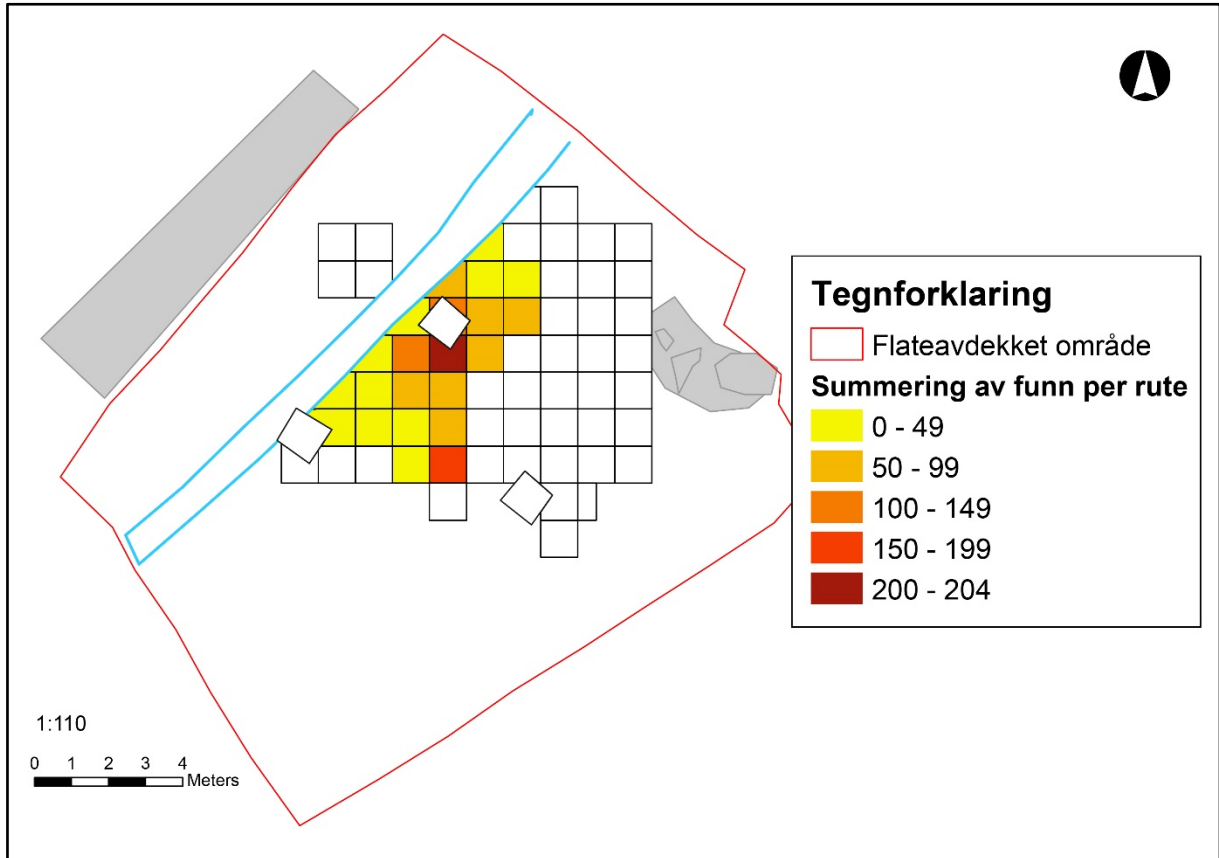 Tegnforklaring
Flateavdekket område
Summering av funn per rute
0 - 49
50 - 99
100 - 149
150 - 199
200 - 204
1:110
0 1 2 3 4
Meters